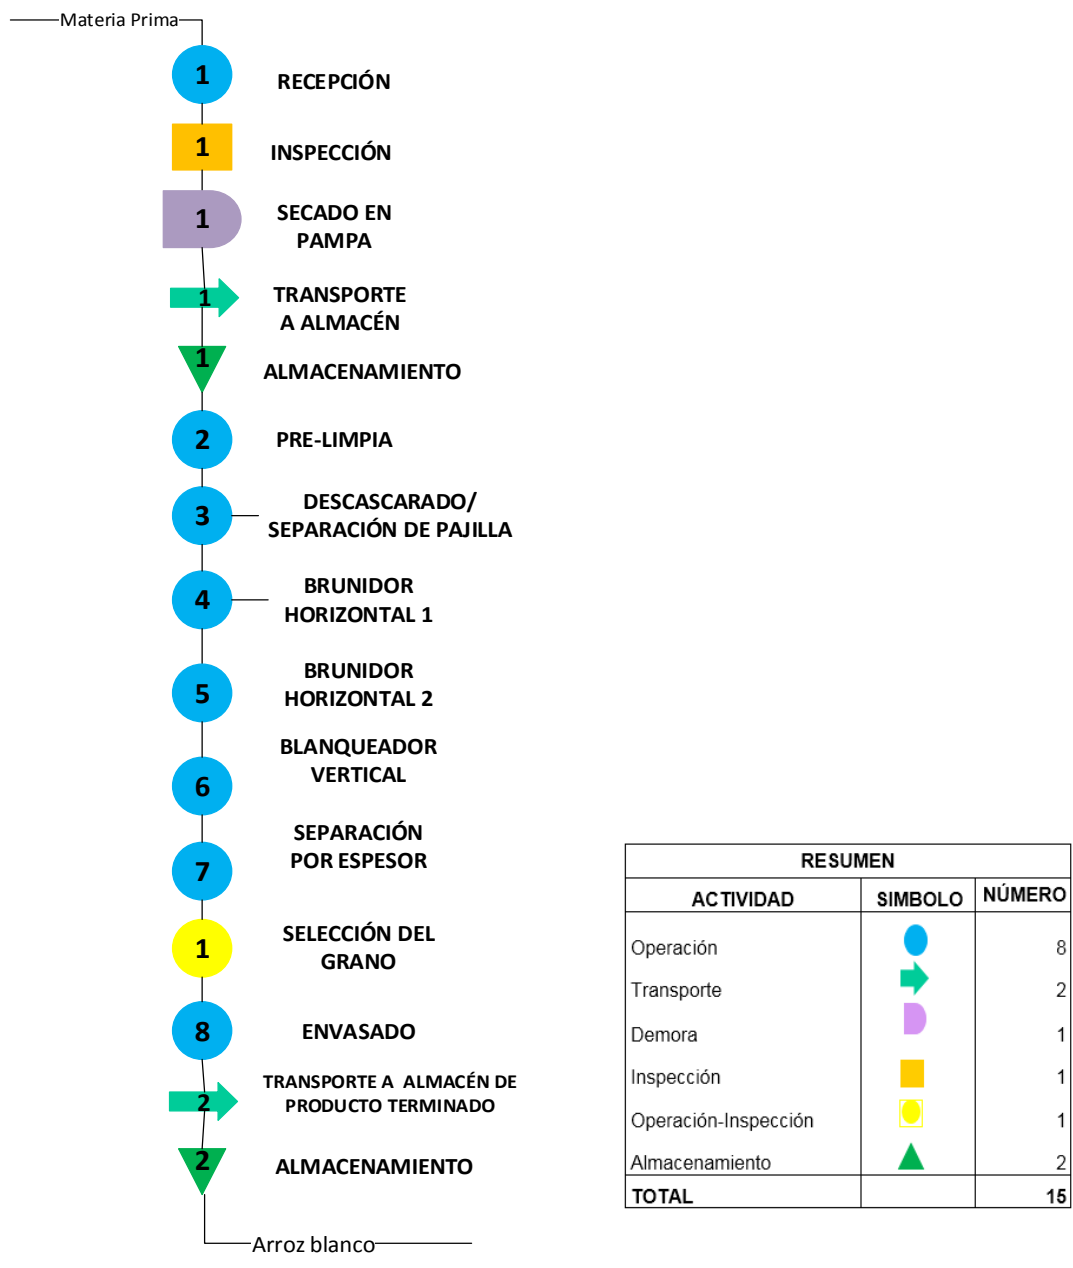 Materia Prima
1
RECEPCIÓN
1
INSPECCIÓN
1
SECADO EN
PAMPA
1
TRANSPORTE
A ALMACÉN
1
ALMACENAMIENTO
2
PRE-LIMPIA
3
DESCASCARADO/
SEPARACIÓN DE PAJILLA
4
BRUNIDOR
HORIZONTAL 1
5
BRUNIDOR
HORIZONTAL 2
6
BLANQUEADOR
VERTICAL
7
SEPARACIÓN
POR ESPESOR
1
SELECCIÓN DEL
GRANO
8
ENVASADO
2
TRANSPORTE A ALMACÉN DE
PRODUCTO TERMINADO
2
ALMACENAMIENTO
Arroz blanco
RESUMEN
ACTIVIDAD SIMBOLO NÚMERO
Operación 8
Transporte 2
Demora 1
Inspección 1
Operación-Inspección 1
Almacenamiento 2
TOTAL 15